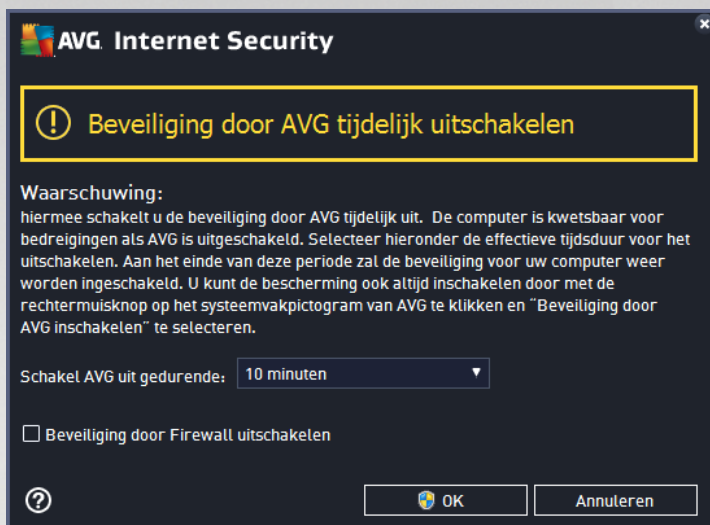 AVG. Internet Security
Beveiliging door AVG tijdelijk uitschakelen
Waarschuwing:
hiermee schakelt u de beveiliging door AVG tijdelijk uit. De computer is kwetsbaar voor
bedreigingen als AVG is uitgeschakeld. Selecteer hieronder de effectieve tijdsduur voor het
uitschakelen. Aan het einde van deze periode zal de beveiliging voor uw computer weer
worden ingeschakeld. U kunt de bescherming ook altijd inschakelen door met de
rechtermuisknop op het systeemvakpictogram van AVG te klikken en "Beveiliging door
AVG inschakelen" te selecteren.
Schakel AVG uit gedurende: 10 minuten
Beveiliging door Firewall uitschakelen
OK Annuleren